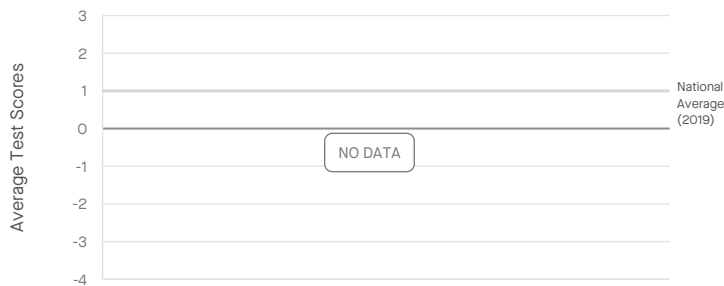 Average Test Scores
3
2
1
0
-1
-2
-3
-4
National
Average
(2019)
NO DATA